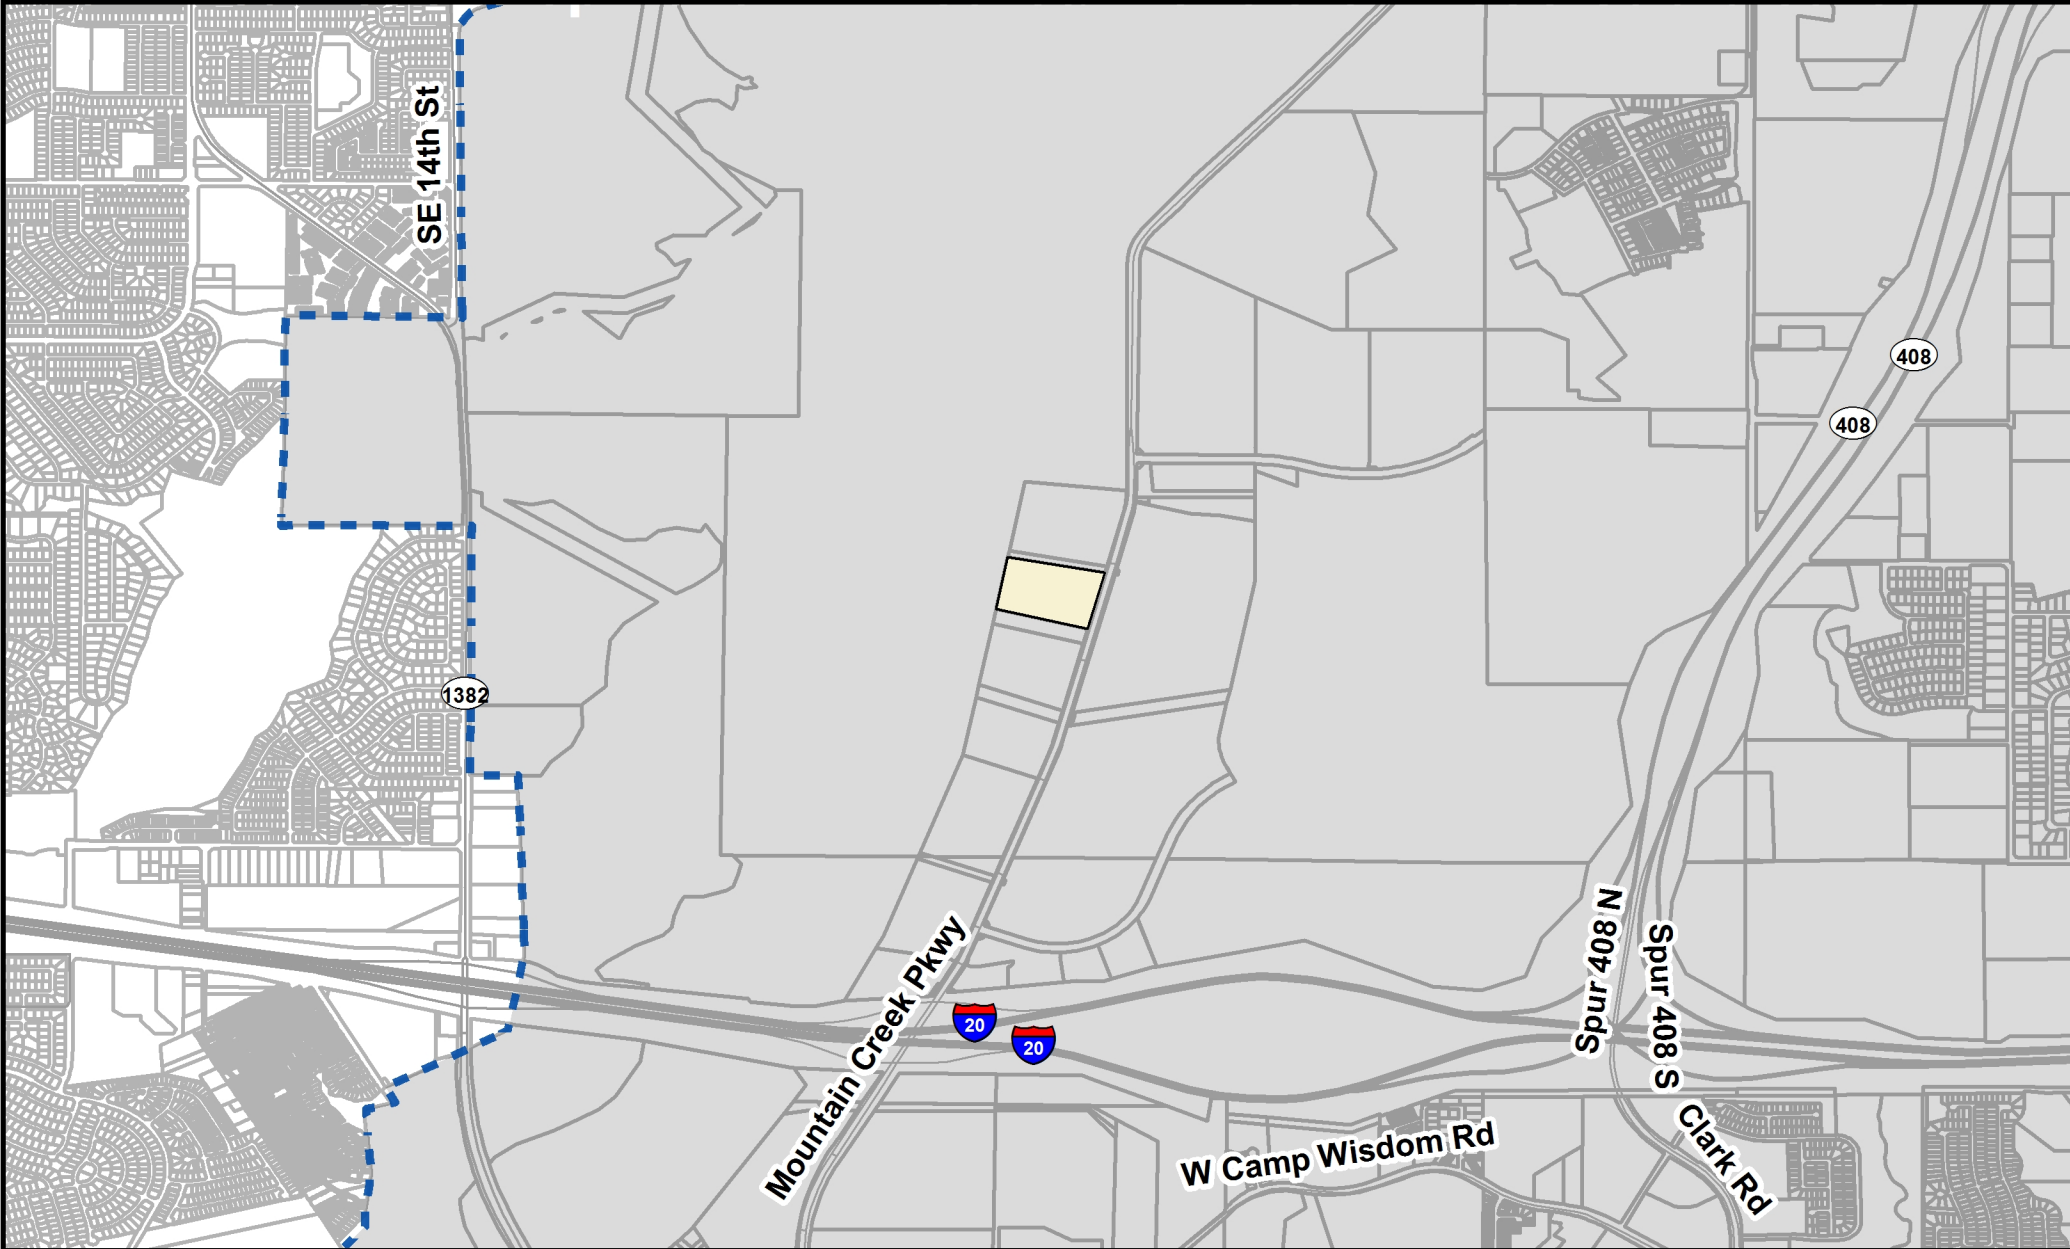 SE 14th St
408
408
1382
Mountain Creek Pkwy
20
20
Spur 408 N
Spur 408 S
W Camp Wisdom Rd
Clark Rd